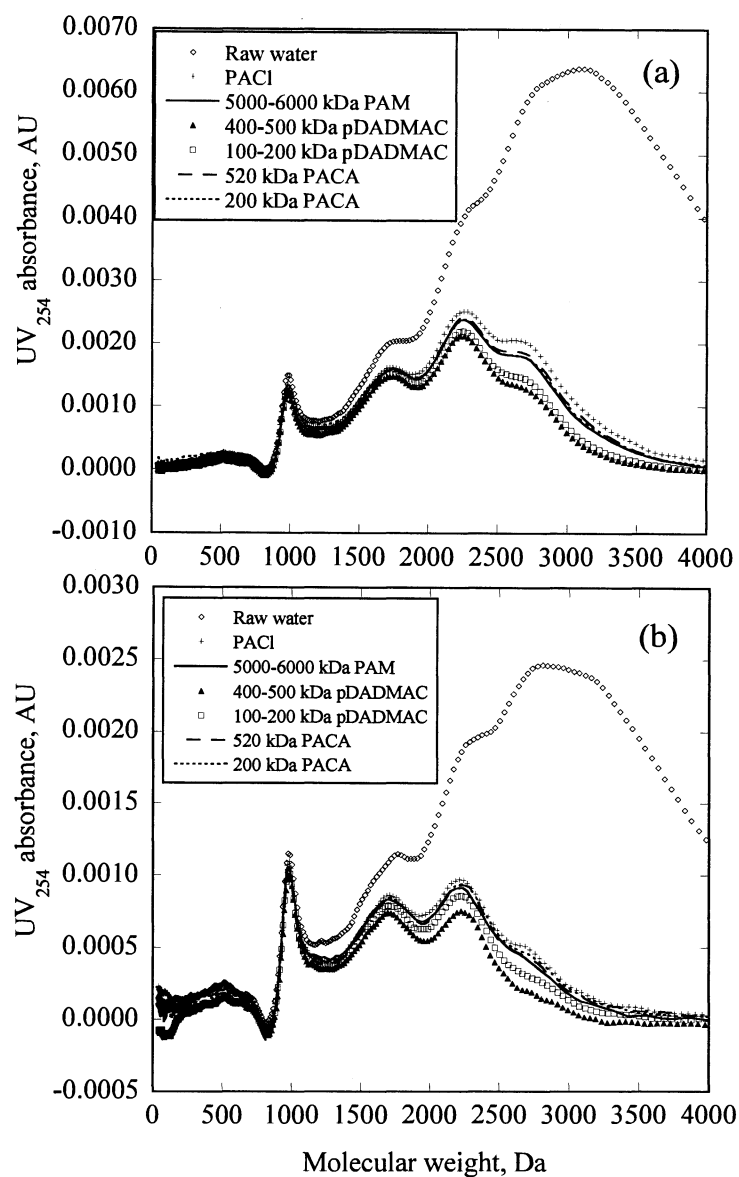 (a)
Raw water
PACl
5000-6000 kDa PAM
400-500 kDa pDADMAC
100-200 kDa pDADMAC
520 kDa PACA
200 kDa PACA
UV254 absorbance, AU
0.0070
0.0060
0.0050
0.0040
0.0030
0.0020
0.0010
0.0000
-0.0010
0 500 1000 1500 2000 2500 3000 3500 4000
(b)
Raw water
PACl
5000-6000 kDa PAM
400-500 kDa pDADMAC
100-200 kDa pDADMAC
520 kDa PACA
200 kDa PACA
UV254 absorbance, AU
0.0030
0.0025
0.0020
0.0015
0.0010
0.0005
0.0000
-0.0005
0 500 1000 1500 2000 2500 3000 3500 4000
Molecular weight, Da